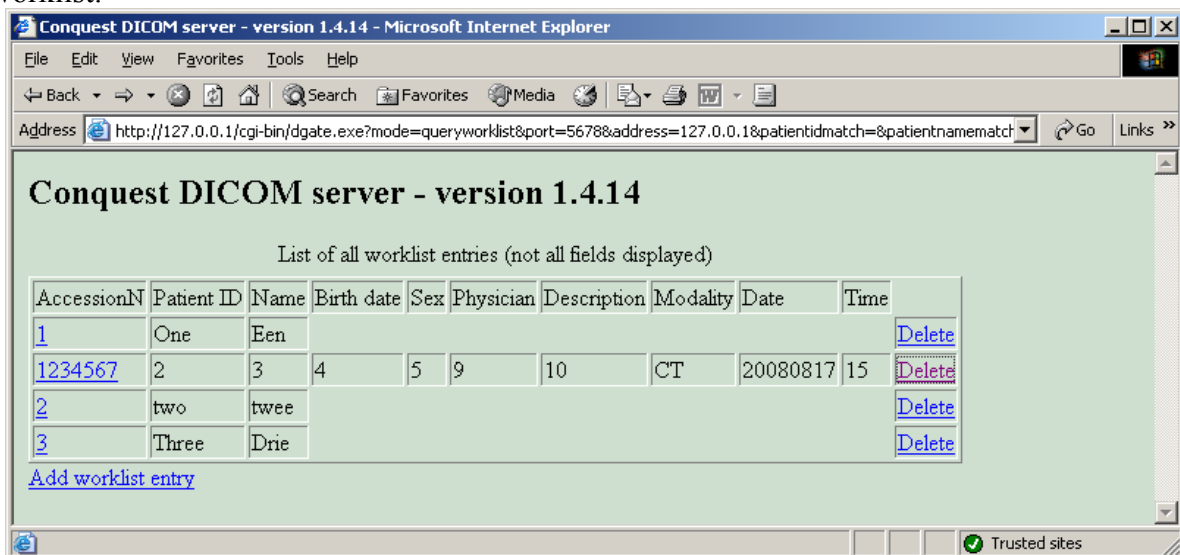 worklist.
Conquest DICOM server - version 1.4.14 - Microsoft Internet Explorer
File Edit View Favorites Tools Help
Back Search Favorites Media
Address http://127.0.0.1/cgi-bin/dgate.exe?mode=queryworklist&port=5678&address=127.0.0.1&patientidmatch=&patientnamematch Go Links »
Conquest DICOM server - version 1.4.14
List of all worklist entries (not all fields displayed)
AccessionN Patient ID Name Birth date Sex Physician Description Modality Date Time
1 One Een Delete
1234567 2 3 4 5 9 10 CT 20080817 15 Delete
2 two twee Delete
3 Three Drie Delete
Add worklist entry
Trusted sites